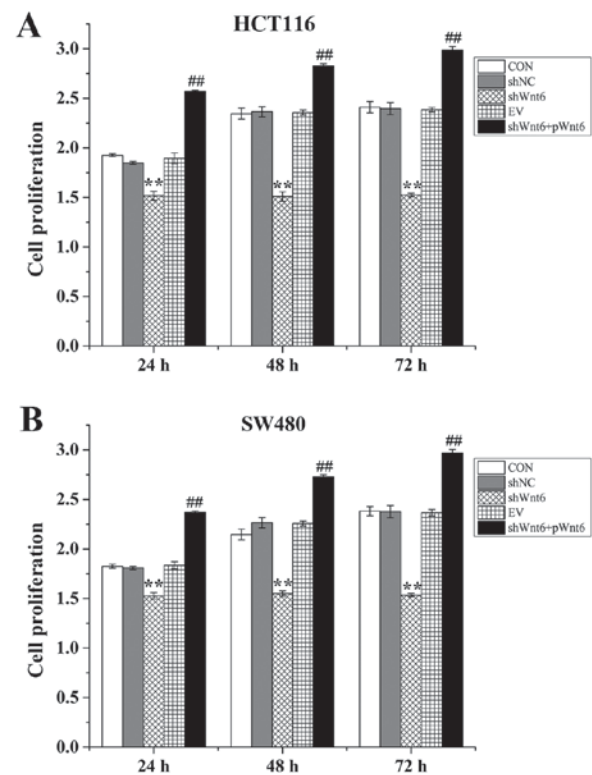 A
HCT116
3.0
2.5
2.0
1.5
1.0
0.5
0.0
Cell proliferation
##
##
##
**
**
**
24 h
48 h
72 h
CON
shNC
shWnt6
EV
shWnt6+pWnt6
B
SW480
3.0
2.5
2.0
1.5
1.0
0.5
0.0
Cell proliferation
##
##
##
**
**
**
24 h
48 h
72 h
CON
shNC
shWnt6
EV
shWnt6+pWnt6